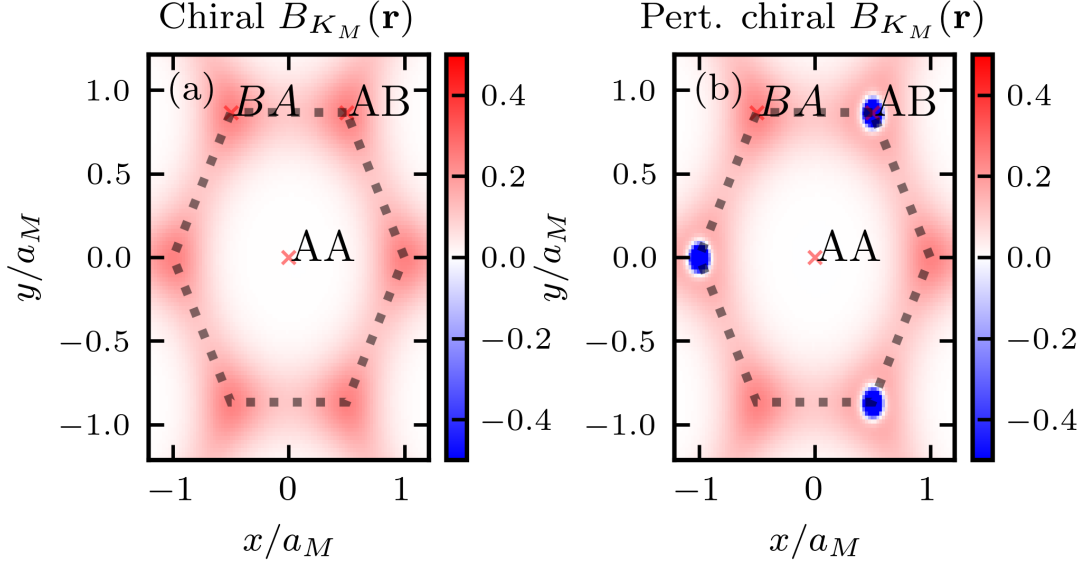 Chiral $B_{K_M}(\mathbf{r})$
Pert. chiral $B_{K_M}(\mathbf{r})$
(a)
BA
AB
AA
1.0
0.5
0.0
−0.5
−1.0
y/a_M
−1
0
1
x/a_M
0.4
0.2
0.0
−0.2
−0.4
(b)
BA
AB
AA
1.0
0.5
0.0
−0.5
−1.0
y/a_M
−1
0
1
x/a_M
0.4
0.2
0.0
−0.2
−0.4